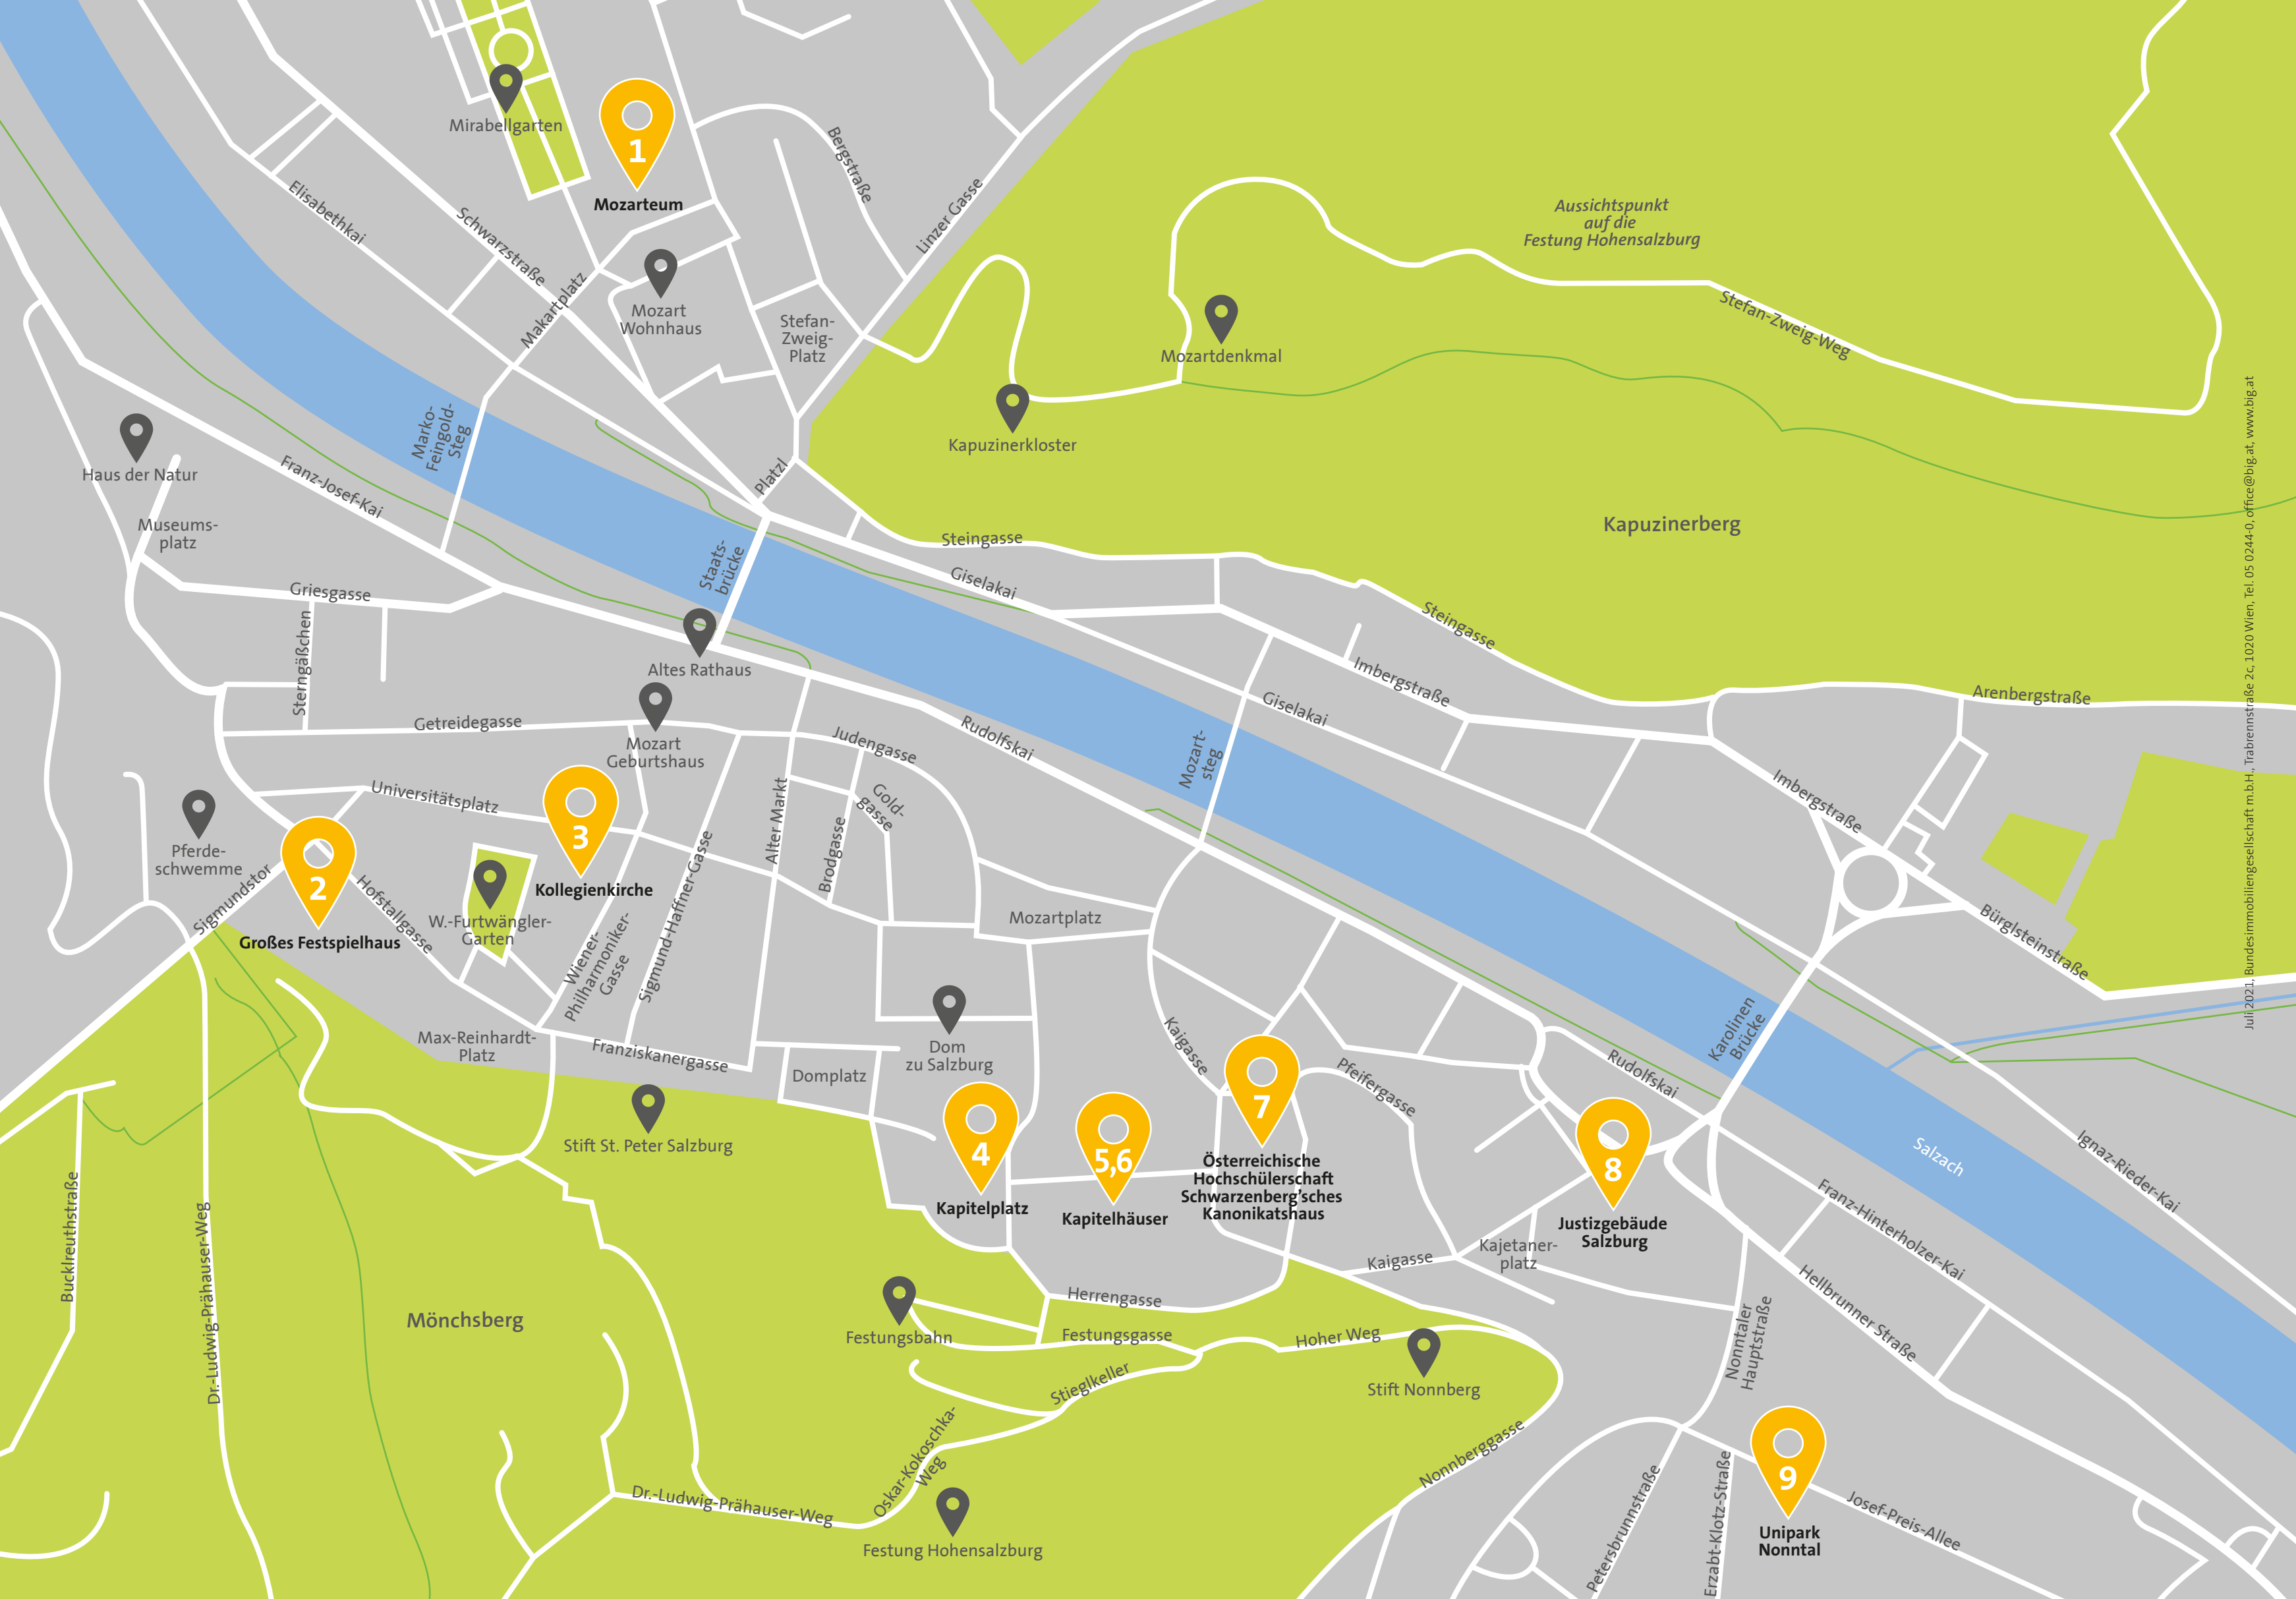 Mirabellgarten
1
Mozarteum
Bergstraße
Linzer Gasse
Elisabethkai
Schwarzstraße
Makartplatz
Mozart
Wohnhaus
Stefan-
Zweig-
Platz
Aussichtspunkt
auf die
Festung Hohensalzburg
Stefan-Zweig-Weg
Mozartdenkmal
Kapuzinerkloster
Kapuzinerberg
Haus der Natur
Museums-
platz
Franz-Josef-Kai
Marko-
Feingold-
Steg
Platzl
Staats-
brücke
Steingasse
Giselakai
Steingasse
Imbergstraße
Giselakai
Arenbergstraße
Griesgasse
Sterngäßchen
Altes Rathaus
Getreidegasse
Mozart
Geburtshaus
Judengasse
Rudolfskai
Mozart-
steg
Imbergstraße
Bürglsteinstraße
Universitätsplatz
3
Kollegienkirche
Pferde-
schwemme
Sigmundstor
2
Großes Festspielhaus
Hofstallgasse
W.-Furtwängler-
Garten
Wiener-
Philharmoniker-
Gasse
Sigmund-Haffner-Gasse
Alter Markt
Brodgasse
Gold-
gasse
Mozartplatz
Max-Reinhardt-
Platz
Franziskanergasse
Domplatz
Dom
zu Salzburg
Stift St. Peter Salzburg
Kaigasse
4
Kapitelplatz
5,6
Kapitelhäuser
7
Österreichische
Hochschülerschaft
Schwarzenberg’sches
Kanonikatshaus
Pfeifergasse
Rudolfskai
Karolinen
Brücke
8
Justizgebäude
Salzburg
Salzach
Ignaz-Rieder-Kai
Franz-Hinterholzer-Kai
Hellbrunner Straße
Kajetaner-
platz
Kaigasse
Herrengasse
Festungsbahn
Festungsgasse
Hoher Weg
Stieglkeller
Stift Nonnberg
Nonnberggasse
Nonntaler
Hauptstraße
Bucklreuthstraße
Dr.-Ludwig-Prähauser-Weg
Mönchsberg
Dr.-Ludwig-Prähauser-Weg
Oskar-Kokoschka-
Weg
Festung Hohensalzburg
Petersbrunnstraße
Erzabt-Klotz-Straße
9
Unipark
Nonntal
Josef-Preis-Allee
Juli 2021, Bundesimmobiliengesellschaft m.b.H., Trabrennstraße 2c, 1020 Wien, Tel. 05 0244-0, office@big.at, www.big.at